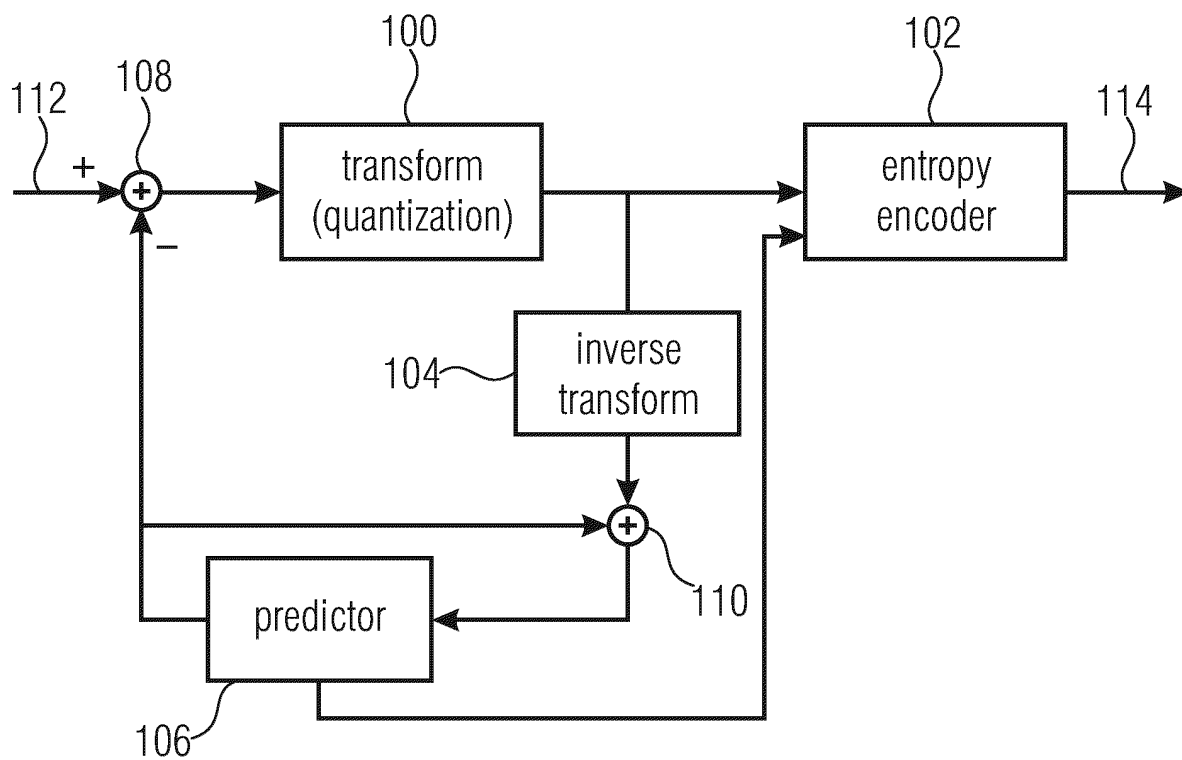 100
102
108
112
114
+
+
transform
(quantization)
entropy
encoder
−
inverse
transform
104
+
110
predictor
106